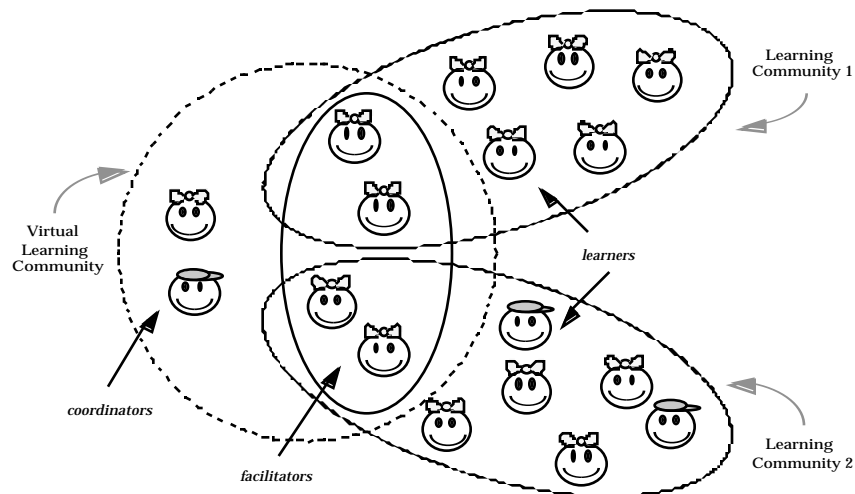 Learning
Community 1
Virtual
Learning
Community
learners
coordinators
facilitators
Learning
Community 2